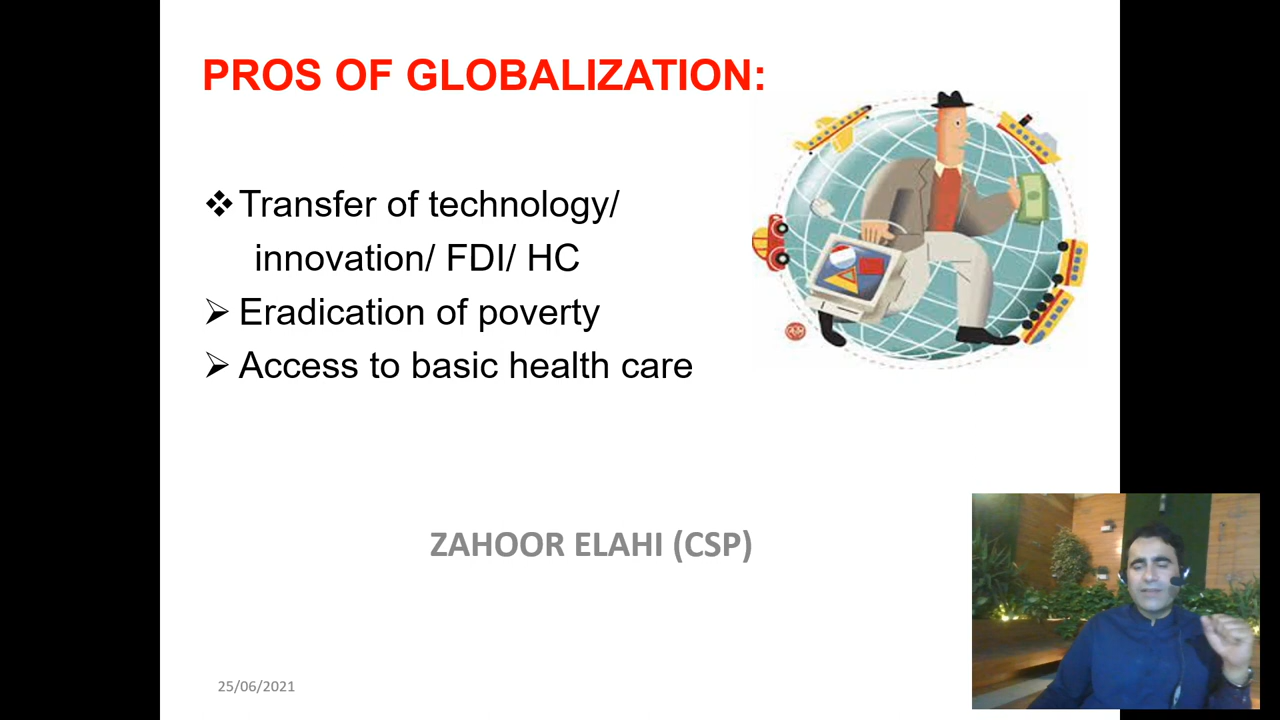 PROS OF GLOBALIZATION:
Transfer of technology/
innovation/ FDI/ HC
Eradication of poverty
Access to basic health care
ZAHOOR ELAHI (CSP)
25/06/2021